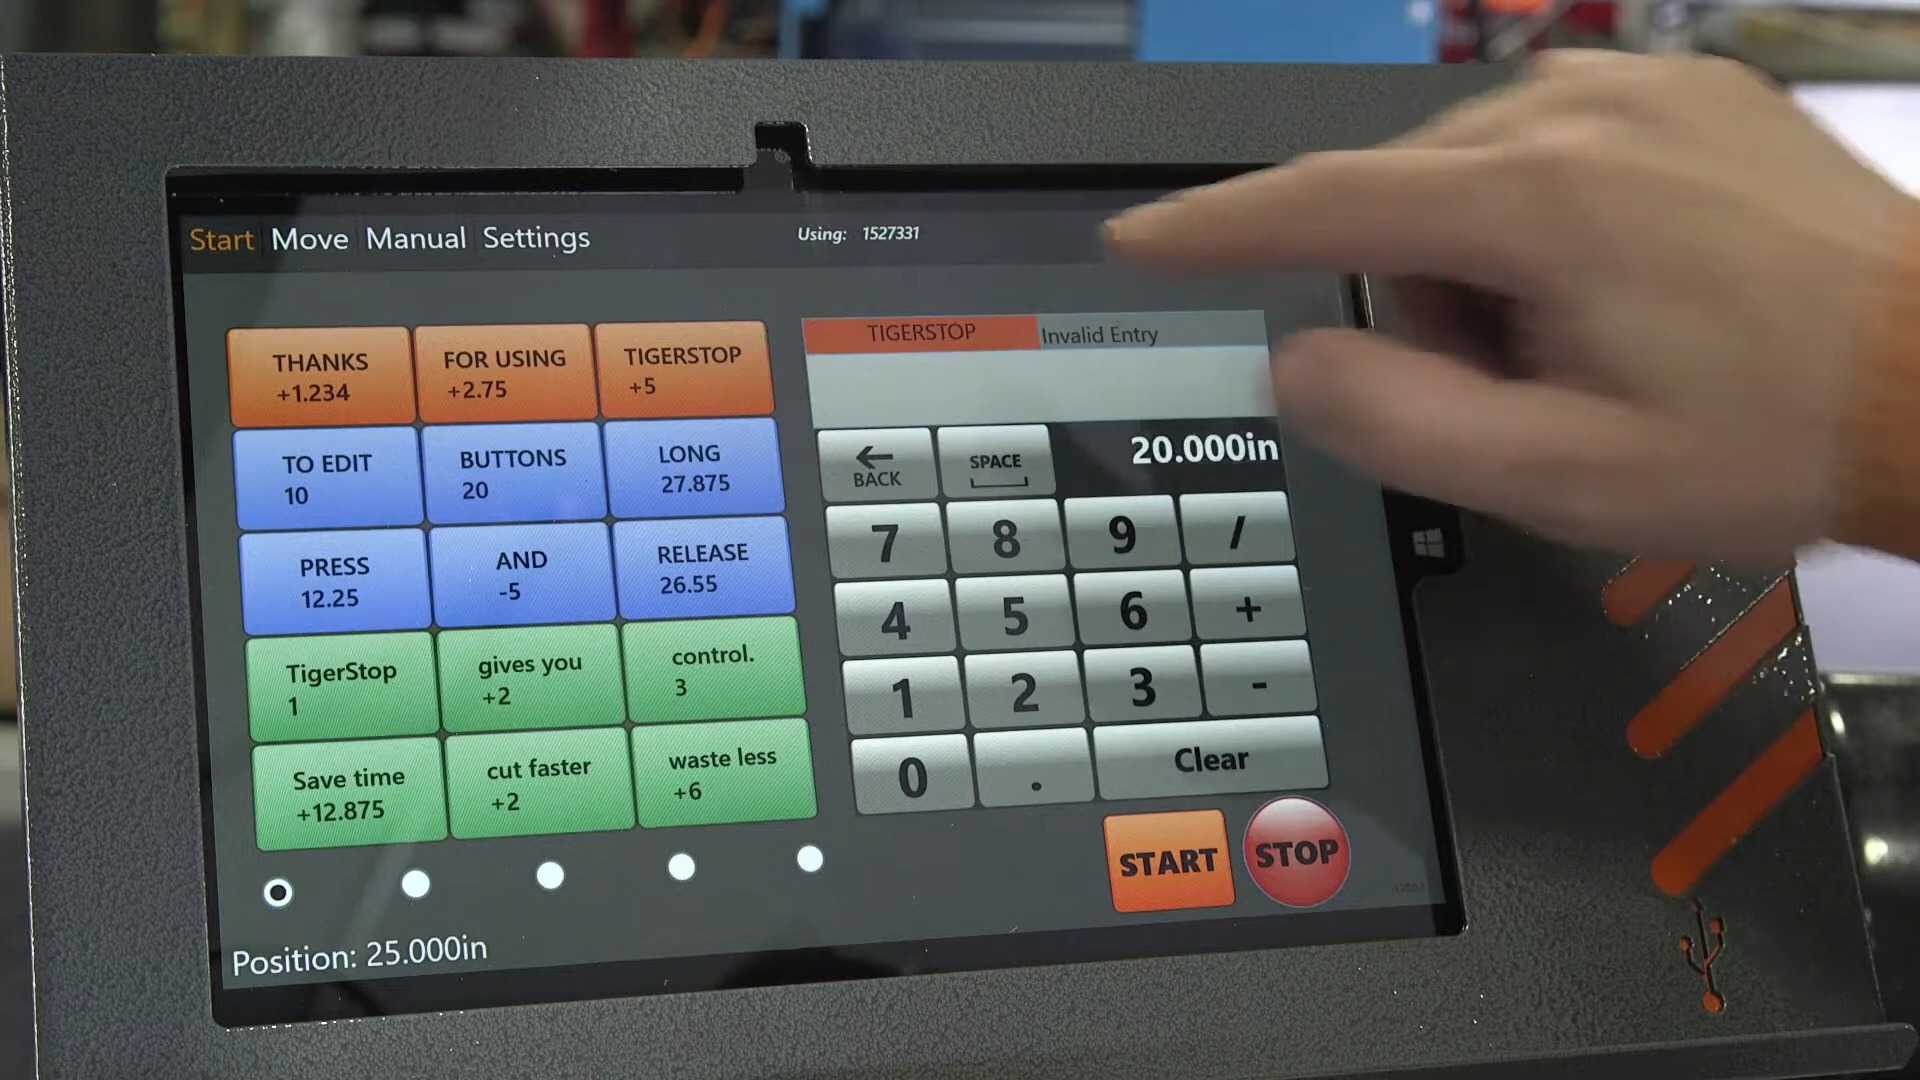 Start Move Manual Settings
Using: 1527331
THANKS
+1.234
FOR USING
+2.75
TIGERSTOP
+5
TO EDIT
10
BUTTONS
20
LONG
27.875
PRESS
12.25
AND
-5
RELEASE
26.55
TigerStop
1
gives you
+2
control.
3
Save time
+12.875
cut faster
+2
waste less
+6
Position: 25.000in
TIGERSTOP
Invalid Entry
BACK
SPACE
20.000in
7 8 9 /
4 5 6 +
1 2 3 -
0 . Clear
START
STOP